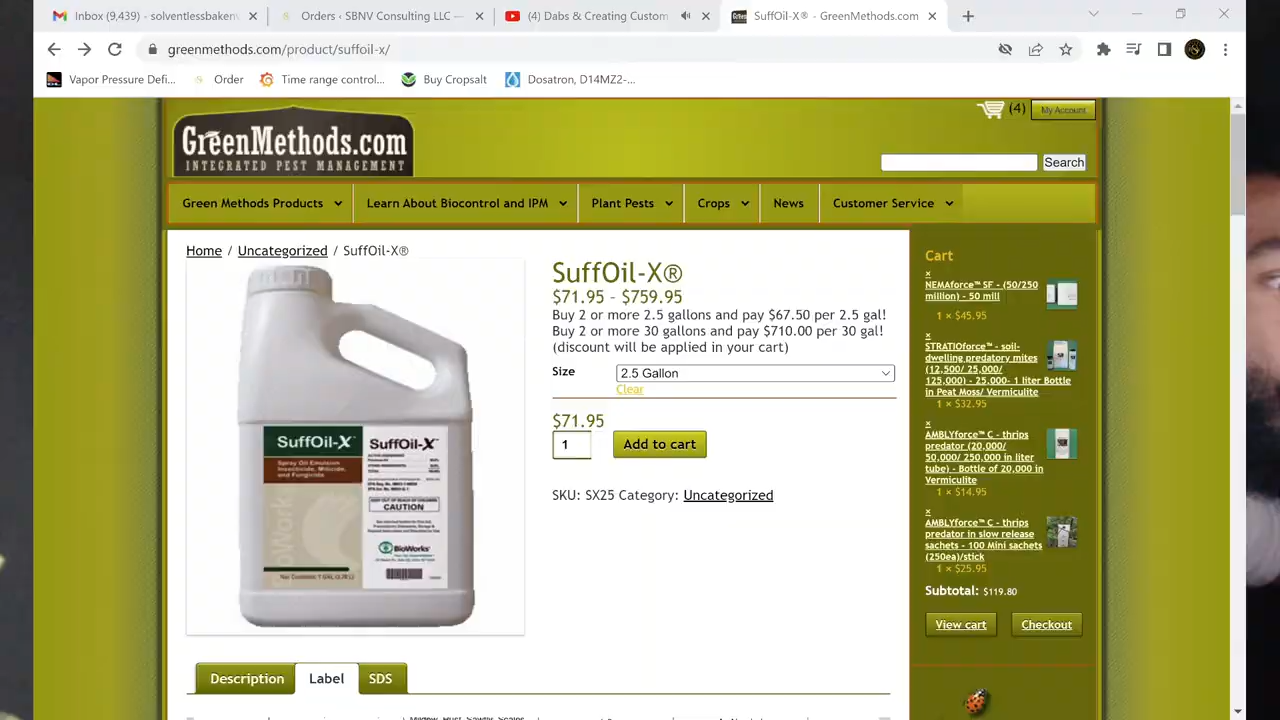 Inbox (9,439) - solventlessbaken
Orders - SBNV Consulting LLC —
(4) Dabs & Creating Custom
SuffOil-X® - GreenMethods.com
greenmethods.com/product/suffoil-x/
Vapor Pressure Defi...
Order
Time range control...
Buy Cropsalt
Dosatron, D14MZ2-...
GreenMethods.com
INTEGRATED PEST MANAGEMENT
(4)
My Account
Search
Green Methods Products
Learn About Biocontrol and IPM
Plant Pests
Crops
News
Customer Service
Home / Uncategorized / SuffOil-X®
SuffOil-X®
$71.95 - $759.95
Buy 2 or more 2.5 gallons and pay $67.50 per 2.5 gal!
Buy 2 or more 30 gallons and pay $710.00 per 30 gal!
(discount will be applied in your cart)
Size
2.5 Gallon
Clear
$71.95
1
Add to cart
SKU: SX25 Category: Uncategorized
SuffOil-X™
Spray Oil Emulsion
Insecticide, Miticide,
and Fungicide
SuffOil-X™
CAUTION
BioWorks
Description
Label
SDS
Cart
×
NEMAforce™ SF - (50/250
million) - 50 mill
1 × $45.95
×
STRATIOforce™ - soil-
dwelling predatory mites
(12,500/ 25,000/
125,000) - 25,000- 1 liter Bottle
in Peat Moss/ Vermiculite
1 × $32.95
×
AMBLYforce™ C - thrips
predator (20,000/
50,000/ 250,000 in liter
tube) - Bottle of 20,000 in
Vermiculite
1 × $14.95
×
AMBLYforce™ C - thrips
predator in slow release
sachets - 100 Mini sachets
(250ea)/stick
1 × $25.95
Subtotal: $119.80
View cart
Checkout